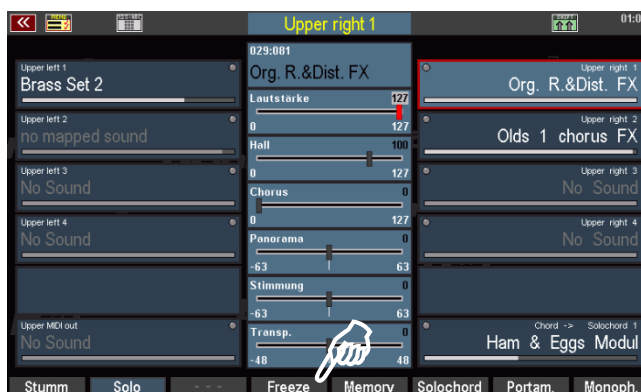 MENU
Upper right 1
SHIFT
01:0
029:081
Org. R.&Dist. FX
Upper left 1
Brass Set 2
Upper left 2
no mapped sound
Upper left 3
No Sound
Upper left 4
No Sound
Upper MIDI out
No Sound
Lautstärke 127
0 127
Hall 100
0 127
Chorus 0
0 127
Panorama 0
-63 63
Stimmung 0
-63 63
Transp. 0
-48 48
Upper right 1
Org. R.&Dist. FX
Upper right 2
Olds 1 chorus FX
Upper right 3
No Sound
Upper right 4
No Sound
Chord -> Solochord 1
Ham & Eggs Modul
Stumm Solo - - - Freeze Memory Solochord Portam. Monoph.